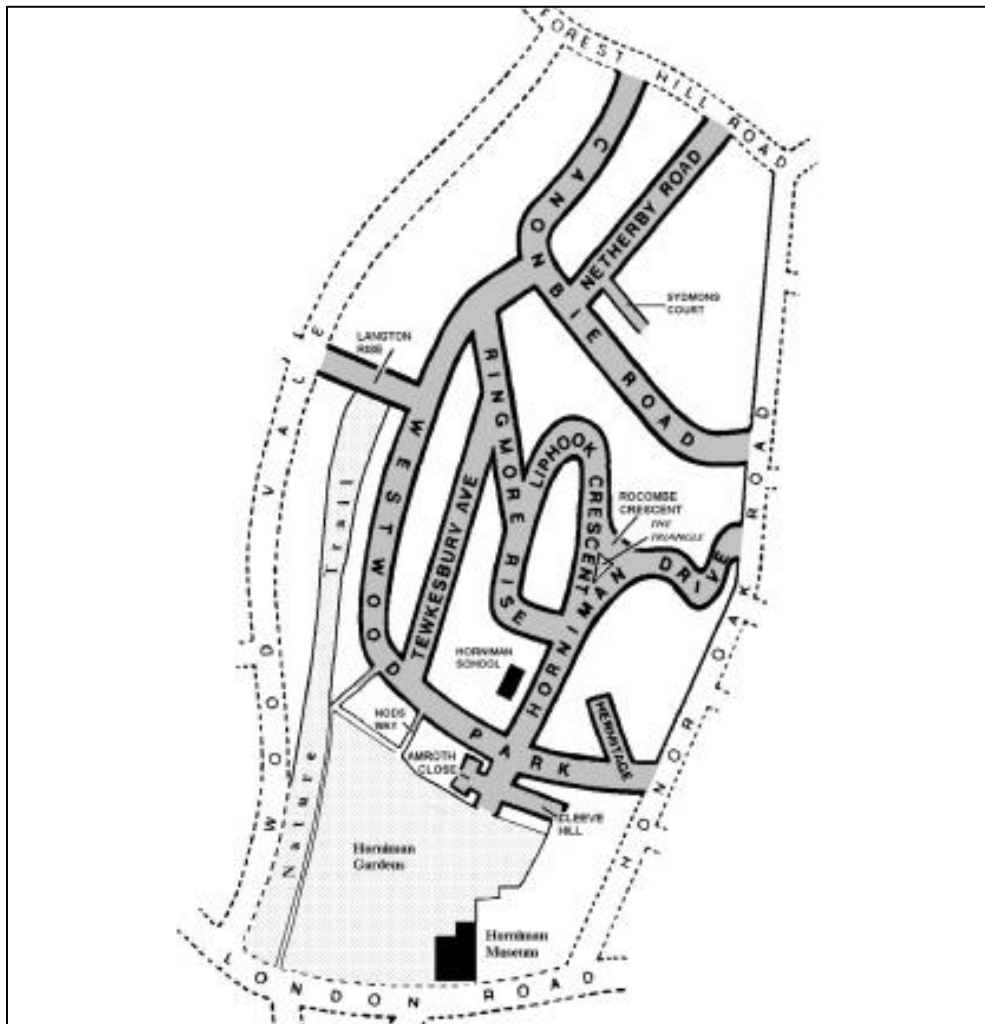 FOREST HILL ROAD
CANONBIE ROAD
NETHERBY ROAD
SYDMONS
COURT
LANGTON
RISE
WOODVALE
RINGMORE RISE
LIPHOOK CRESCENT
ROCOMBE
CRESCENT
THE
TRIANGLE
WESTWOOD PARK
TEWKESBURY AVE
HORNIMAN DRIVE
HONOR OAK ROAD
Nature Trail
HORNIMAN
SCHOOL
HODS
WAY
HERMITAGE
AMROTH
CLOSE
CLEEVE
HILL
Horniman
Gardens
Horniman
Museum
LONDON ROAD